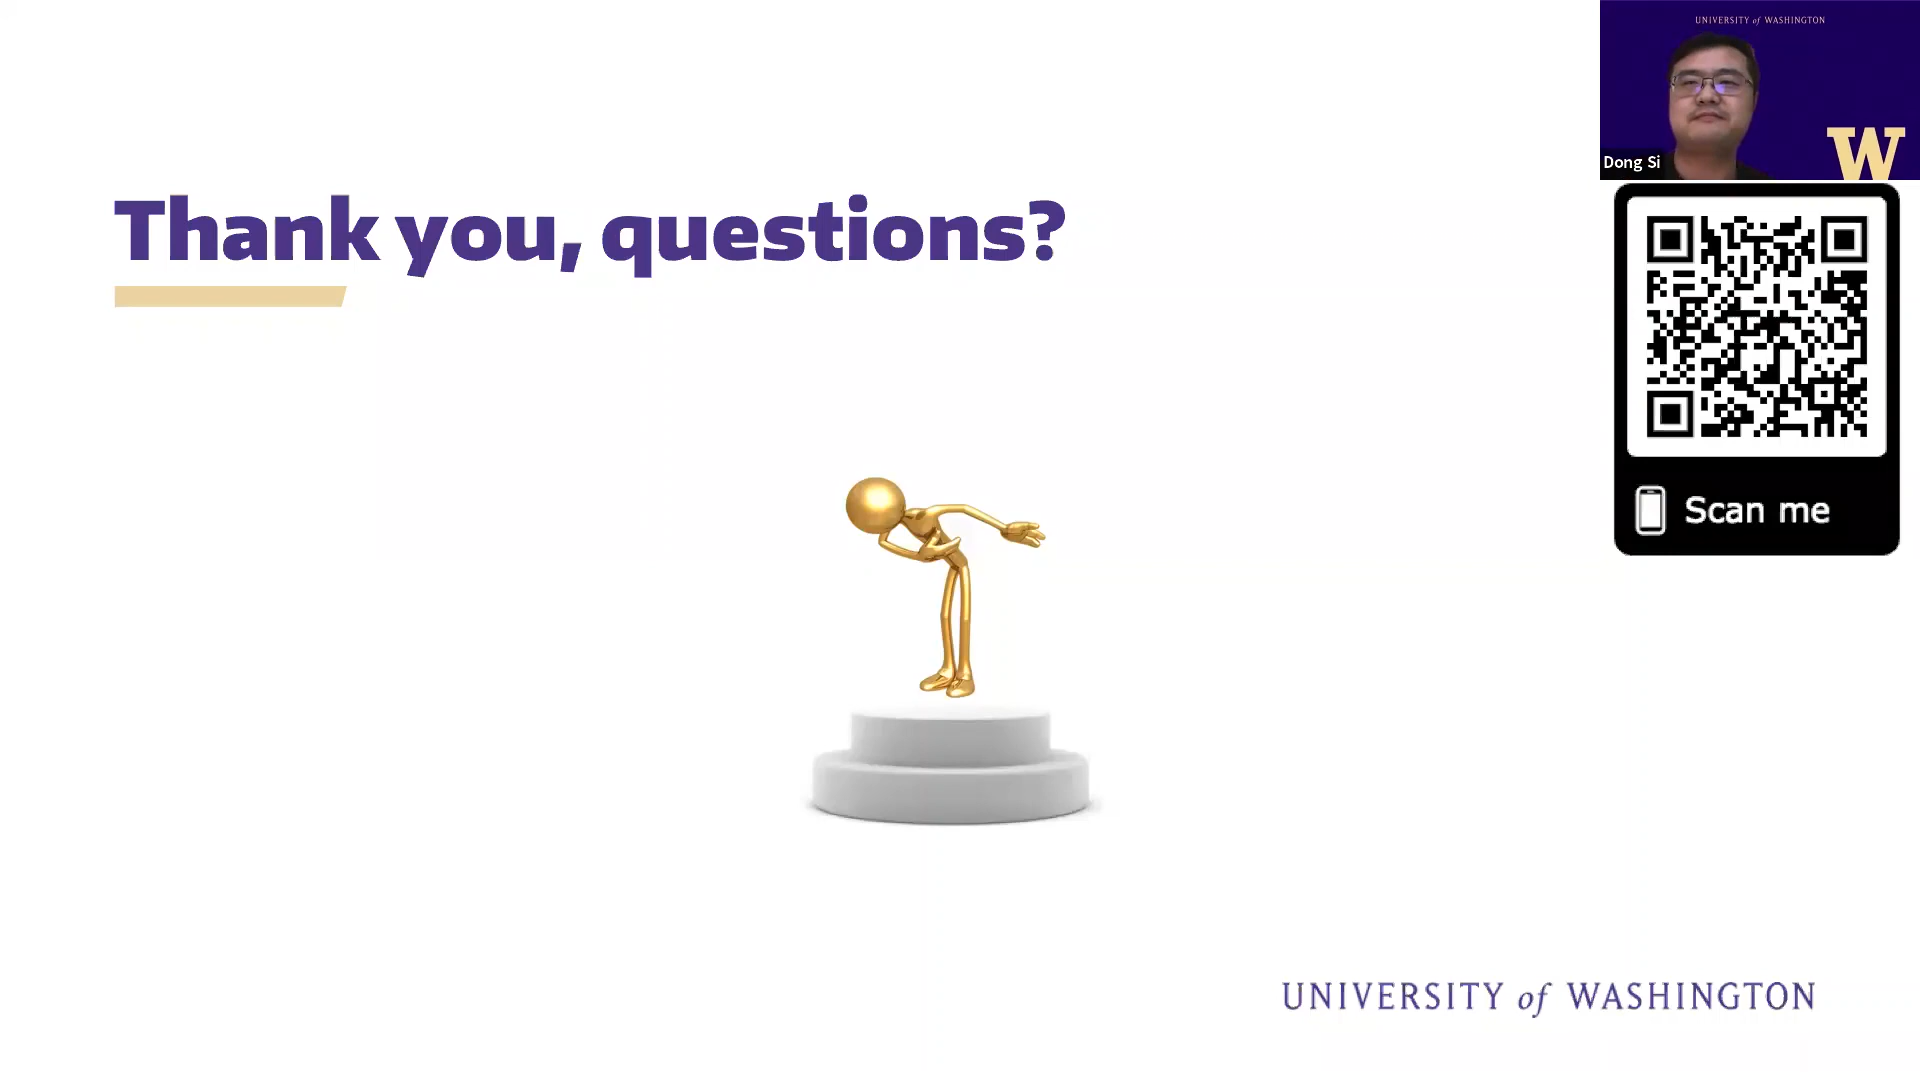 UNIVERSITY of WASHINGTON
W
Dong Si
Thank you, questions?
Scan me
UNIVERSITY of WASHINGTON